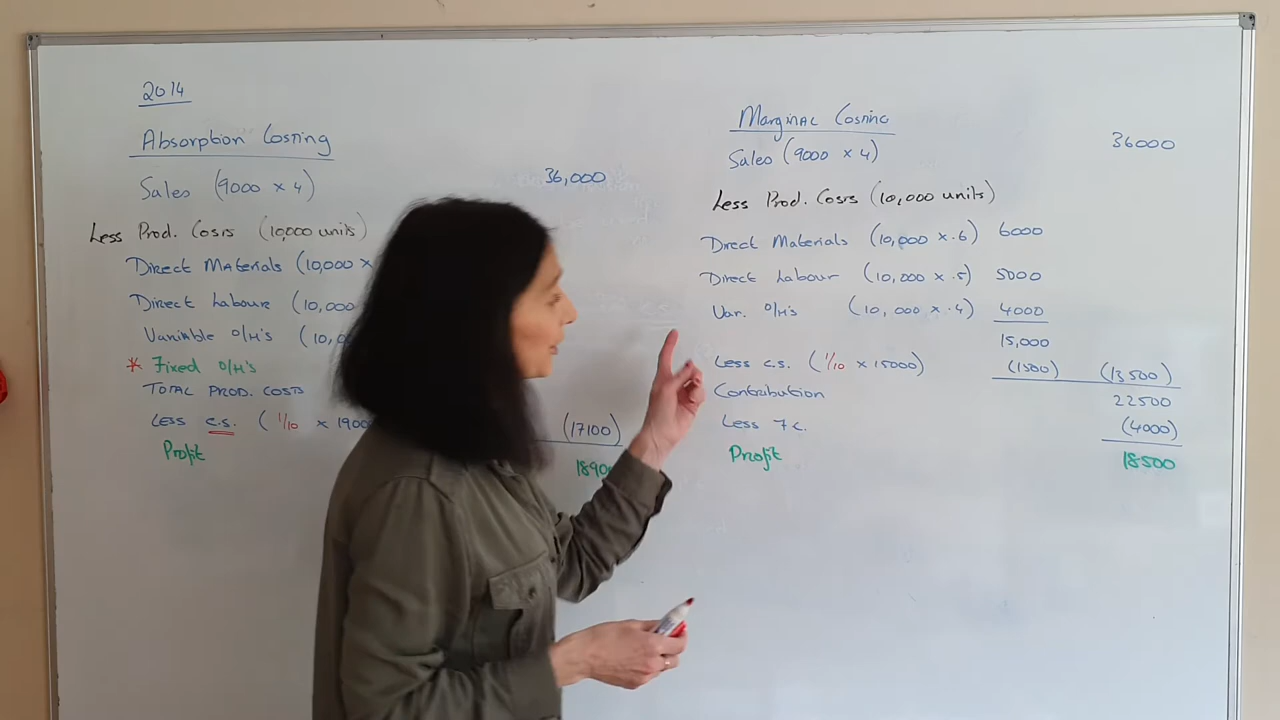 2014
Absorption Costing
Sales (9000 x 4) 36,000
Less Prod. Costs (10,000 units)
Direct Materials (10,000 x
Direct Labour (10,000
Variable O/H's (10,0
* Fixed O/H's
TOTAL PROD. COSTS
Less c.s. (1/10 x 1900 (17100)
Profit 1890
Marginal Costing
Sales (9000 x 4) 36000
Less Prod. Costs (10,000 units)
Direct Materials (10,000 x .6) 6000
Direct Labour (10,000 x .5) 5000
Var. O/H's (10,000 x .4) 4000
15,000
Less c.s. (1/10 x 15000) (1500) (13500)
Contribution 22500
Less F.C. (4000)
Profit 18500